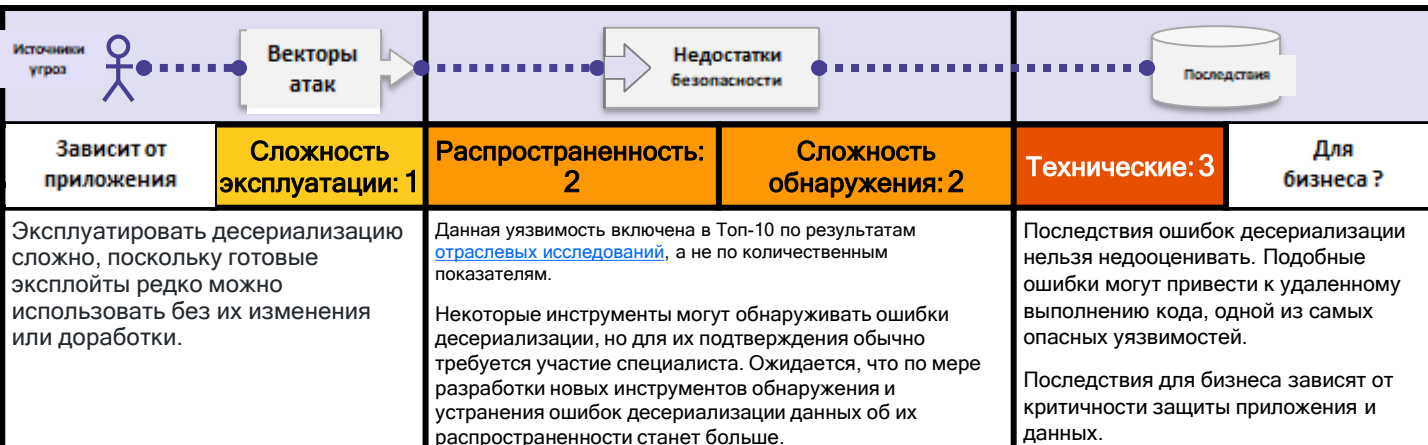 Источники
угроз
Векторы
атак
Недостатки
безопасности
Последствия
Зависит от
приложения
Сложность
эксплуатации: 1
Распространенность:
2
Сложность
обнаружения: 2
Технические: 3
Для
бизнеса ?
Эксплуатировать десериализацию
сложно, поскольку готовые
эксплойты редко можно
использовать без их изменения
или доработки.
Данная уязвимость включена в Топ-10 по результатам
отраслевых исследований, а не по количественным
показателям.
Некоторые инструменты могут обнаруживать ошибки
десериализации, но для их подтверждения обычно
требуется участие специалиста. Ожидается, что по мере
разработки новых инструментов обнаружения и
устранения ошибок десериализации данных об их
распространенности станет больше.
Последствия ошибок десериализации
нельзя недооценивать. Подобные
ошибки могут привести к удаленному
выполнению кода, одной из самых
опасных уязвимостей.
Последствия для бизнеса зависят от
критичности защиты приложения и
данных.